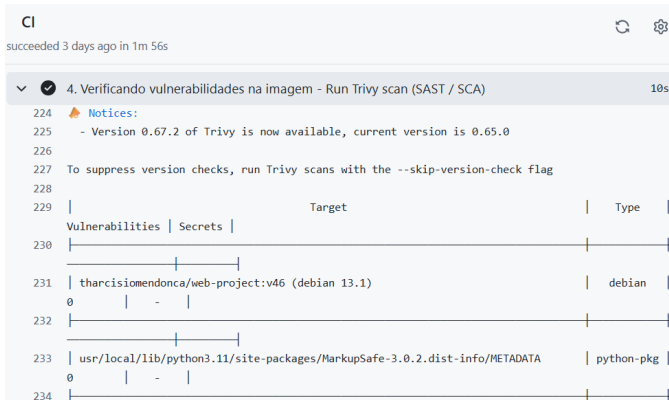 CI
succeeded 3 days ago in 1m 56s
4. Verificando vulnerabilidades na imagem - Run Trivy scan (SAST / SCA) 10s
224 Notices:
225 - Version 0.67.2 of Trivy is now available, current version is 0.65.0
226
227 To suppress version checks, run Trivy scans with the --skip-version-check flag
228
229 │ Target │ Type │
Vulnerabilities │ Secrets │
230
231 │ tharcisiomendonca/web-project:v46 (debian 13.1) │ debian │
0 │ - │
232
233 │ usr/local/lib/python3.11/site-packages/MarkupSafe-3.0.2.dist-info/METADATA │ python-pkg │
0 │ - │
234